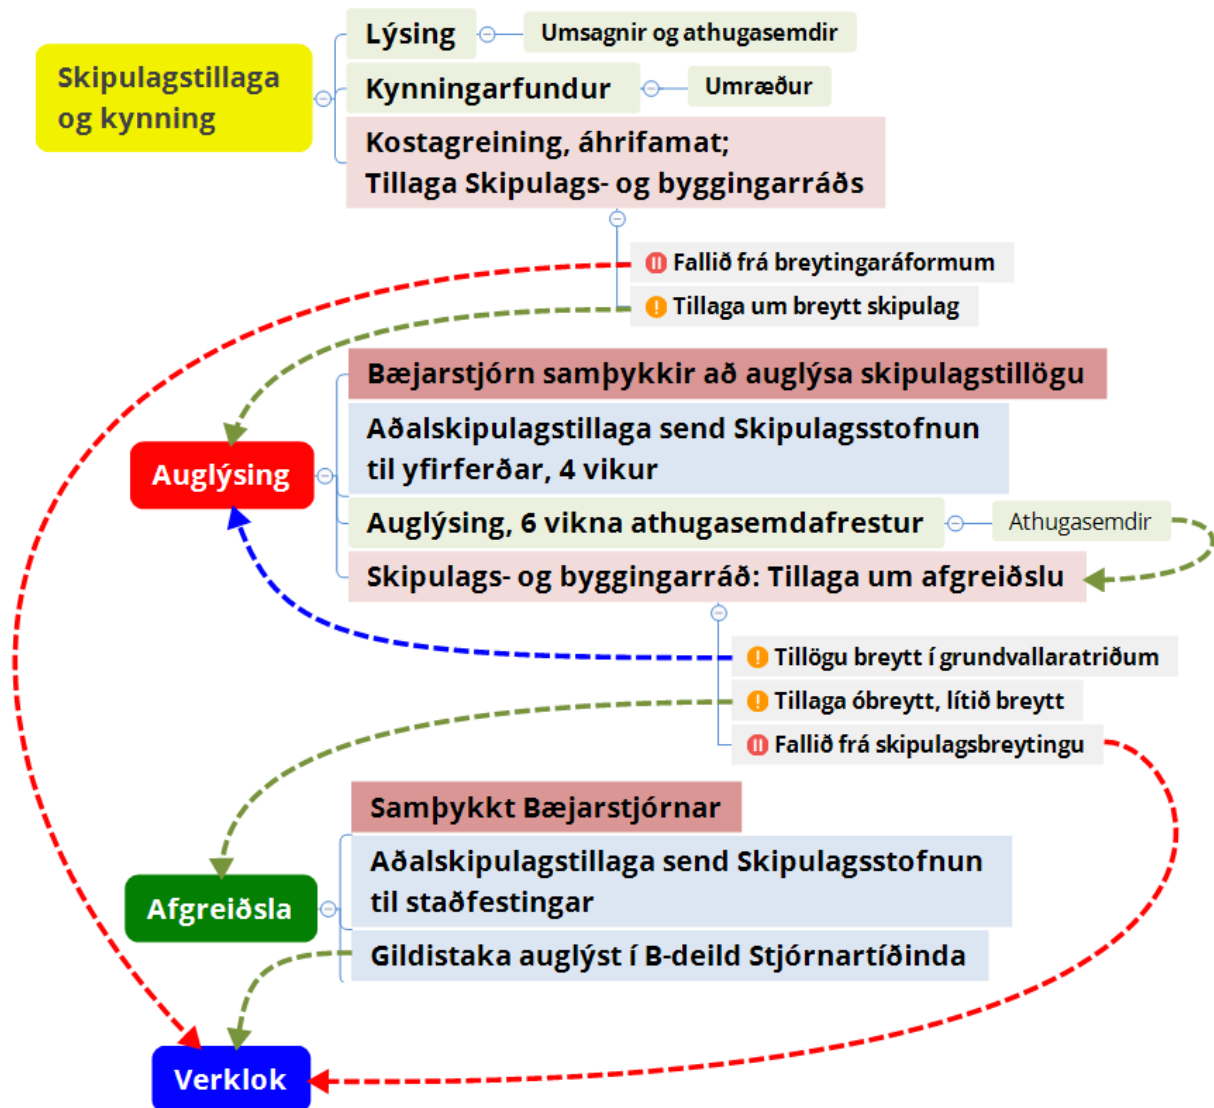 Skipulagstillaga
og kynning
Lýsing
Umsagnir og athugasemdir
Kynningarfundur
Umræður
Kostagreining, áhrifamat;
Tillaga Skipulags- og byggingarráðs
Fallið frá breytingaráformum
Tillaga um breytt skipulag
Auglýsing
Bæjarstjórn samþykkir að auglýsa skipulagstillögu
Aðalskipulagstillaga send Skipulagsstofnun
til yfirferðar, 4 vikur
Auglýsing, 6 vikna athugasemdafrestur
Athugasemdir
Skipulags- og byggingarráð: Tillaga um afgreiðslu
Tillögu breytt í grundvallaratriðum
Tillaga óbreytt, lítið breytt
Fallið frá skipulagsbreytingu
Afgreiðsla
Samþykkt Bæjarstjórnar
Aðalskipulagstillaga send Skipulagsstofnun
til staðfestingar
Gildistaka auglýst í B-deild Stjórnartíðinda
Verklok